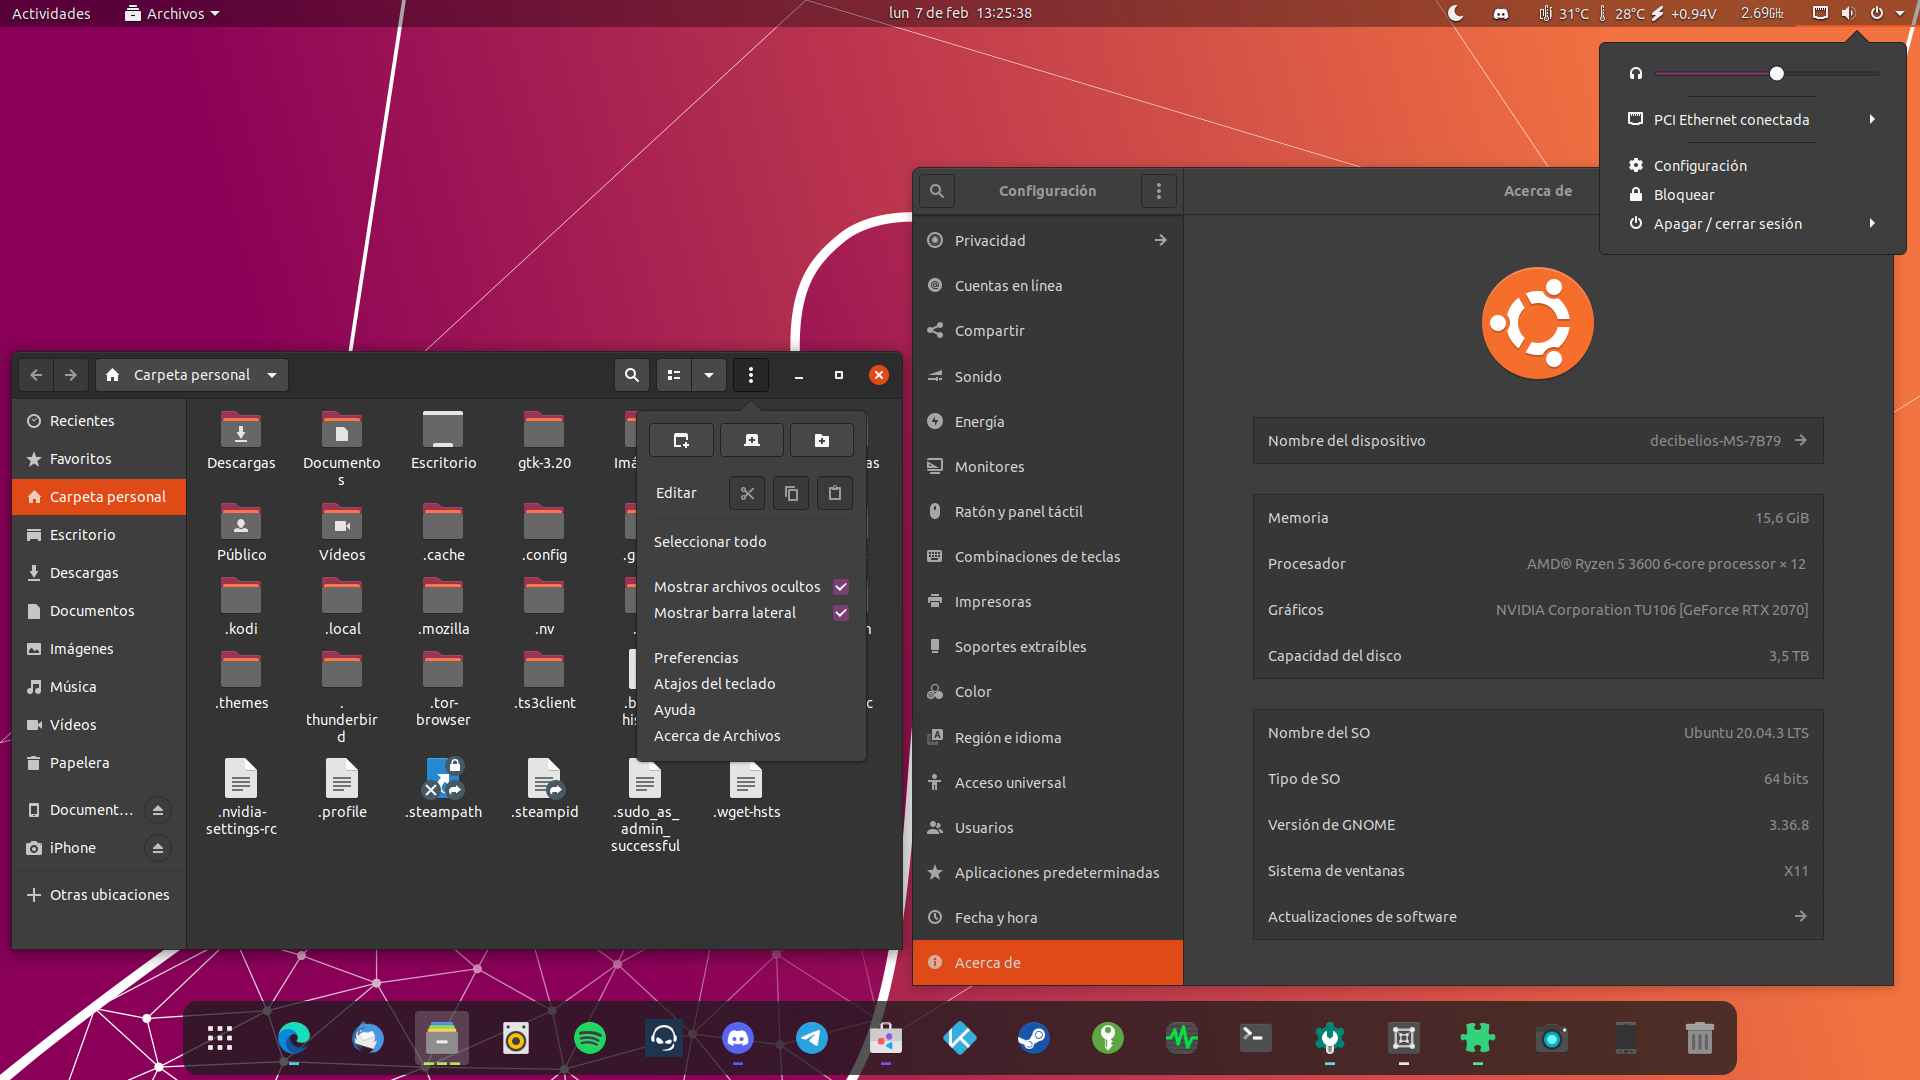 Actividades
Archivos
lun 7 de feb 13:25:38
31°C
28°C
+0.94V
2.69GHz
PCI Ethernet conectada
Configuración
Bloquear
Apagar / cerrar sesión
Configuración
Acerca de
Privacidad
Cuentas en línea
Compartir
Sonido
Energía
Monitores
Ratón y panel táctil
Combinaciones de teclas
Impresoras
Soportes extraíbles
Color
Región e idioma
Acceso universal
Usuarios
Aplicaciones predeterminadas
Fecha y hora
Acerca de
Nombre del dispositivo
decibelios-MS-7B79
Memoria
15,6 GiB
Procesador
AMD® Ryzen 5 3600 6-core processor × 12
Gráficos
NVIDIA Corporation TU106 [GeForce RTX 2070]
Capacidad del disco
3,5 TB
Nombre del SO
Ubuntu 20.04.3 LTS
Tipo de SO
64 bits
Versión de GNOME
3.36.8
Sistema de ventanas
X11
Actualizaciones de software
Carpeta personal
Recientes
Favoritos
Carpeta personal
Escritorio
Descargas
Documentos
Imágenes
Música
Vídeos
Papelera
Document...
iPhone
Otras ubicaciones
Descargas
Documento
s
Escritorio
gtk-3.20
Imá
as
Público
Vídeos
.cache
.config
.g
.kodi
.local
.mozilla
.nv
.themes
.
thunderbir
d
.tor-
browser
.ts3client
.b
his
c
.nvidia-
settings-rc
.profile
.steampath
.steampid
.sudo_as_
admin_
successful
.wget-hsts
Editar
Seleccionar todo
Mostrar archivos ocultos
Mostrar barra lateral
Preferencias
Atajos del teclado
Ayuda
Acerca de Archivos